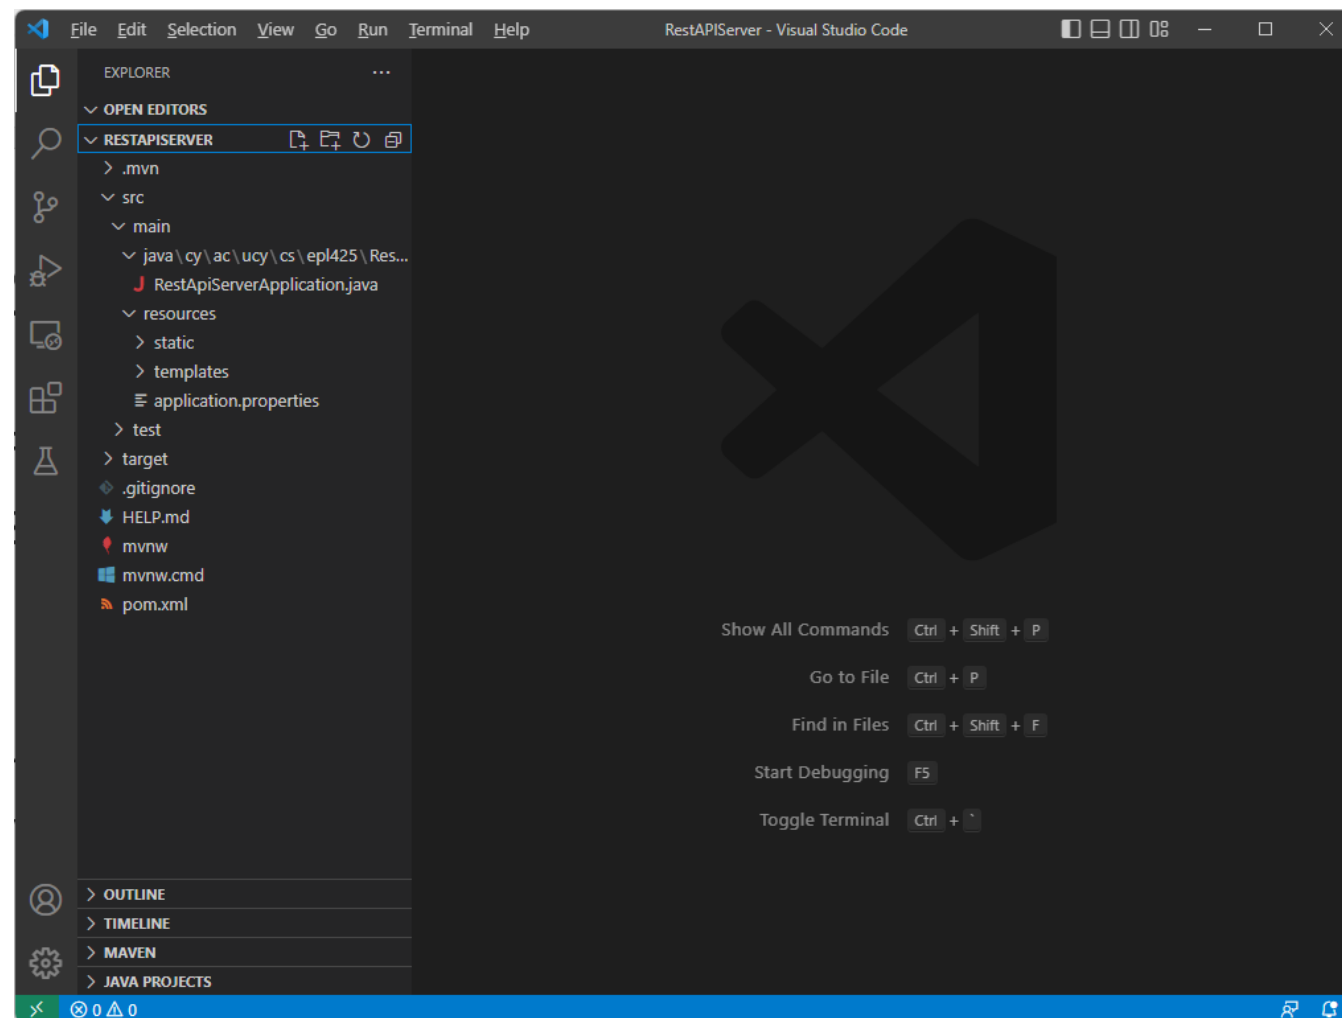 File Edit Selection View Go Run Terminal Help RestAPIServer - Visual Studio Code
EXPLORER
OPEN EDITORS
RESTAPISERVER
.mvn
src
main
java\cy\ac\ucy\cs\epl425\Res...
RestApiServerApplication.java
resources
static
templates
application.properties
test
target
.gitignore
HELP.md
mvnw
mvnw.cmd
pom.xml
Show All Commands Ctrl + Shift + P
Go to File Ctrl + P
Find in Files Ctrl + Shift + F
Start Debugging F5
Toggle Terminal Ctrl + `
OUTLINE
TIMELINE
MAVEN
JAVA PROJECTS
0 0